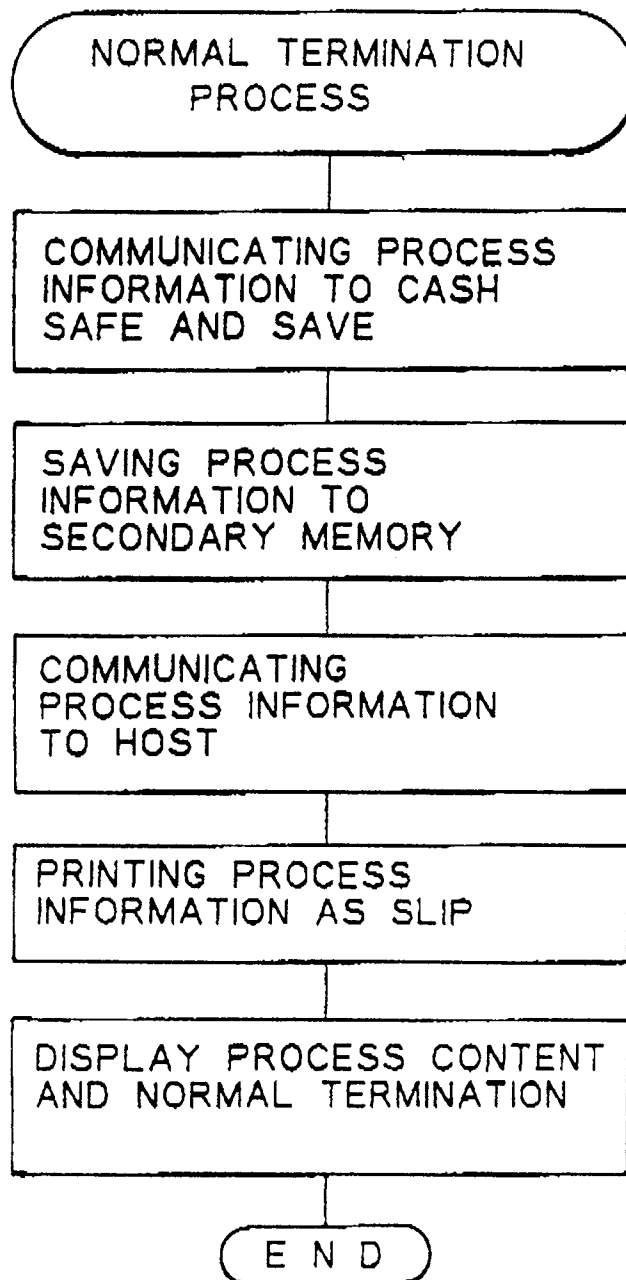 NORMAL TERMINATION
PROCESS
COMMUNICATING PROCESS
INFORMATION TO CASH
SAFE AND SAVE
SAVING PROCESS
INFORMATION TO
SECONDARY MEMORY
COMMUNICATING
PROCESS INFORMATION
TO HOST
PRINTING PROCESS
INFORMATION AS SLIP
DISPLAY PROCESS CONTENT
AND NORMAL TERMINATION
END